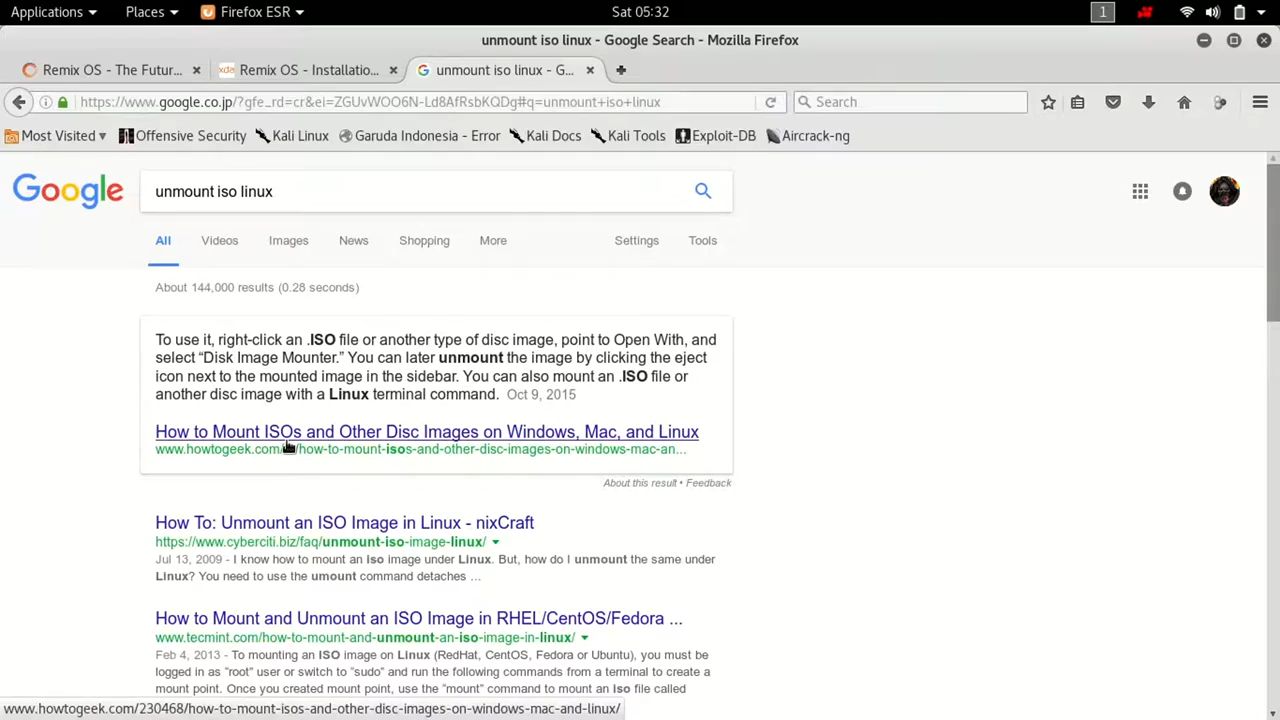 Applications Places Firefox ESR Sat 05:32 1
unmount iso linux - Google Search - Mozilla Firefox
Remix OS - The Futur... Remix OS - Installatio... unmount iso linux - G...
https://www.google.co.jp/?gfe_rd=cr&ei=ZGUvWOO6N-Ld8AfRsbKQDg#q=unmount+iso+linux Search
Most Visited Offensive Security Kali Linux Garuda Indonesia - Error Kali Docs Kali Tools Exploit-DB Aircrack-ng
Google unmount iso linux
All Videos Images News Shopping More Settings Tools
About 144,000 results (0.28 seconds)
To use it, right-click an .ISO file or another type of disc image, point to Open With, and
select “Disk Image Mounter.” You can later unmount the image by clicking the eject
icon next to the mounted image in the sidebar. You can also mount an .ISO file or
another disc image with a Linux terminal command. Oct 9, 2015
How to Mount ISOs and Other Disc Images on Windows, Mac, and Linux
www.howtogeek.com/.../how-to-mount-isos-and-other-disc-images-on-windows-mac-an...
About this result • Feedback
How To: Unmount an ISO Image in Linux - nixCraft
https://www.cyberciti.biz/faq/unmount-iso-image-linux/
Jul 13, 2009 - I know how to mount an iso image under Linux. But, how do I unmount the same under
Linux? You need to use the umount command detaches ...
How to Mount and Unmount an ISO Image in RHEL/CentOS/Fedora ...
www.tecmint.com/how-to-mount-and-unmount-an-iso-image-in-linux/
Feb 4, 2013 - To mounting an ISO image on Linux (RedHat, CentOS, Fedora or Ubuntu), you must be
logged in as "root" user or switch to "sudo" and run the following commands from a terminal to create a
mount point. Once you created mount point, use the "mount" command to mount an iso file called
www.howtogeek.com/230468/how-to-mount-isos-and-other-disc-images-on-windows-mac-and-linux/